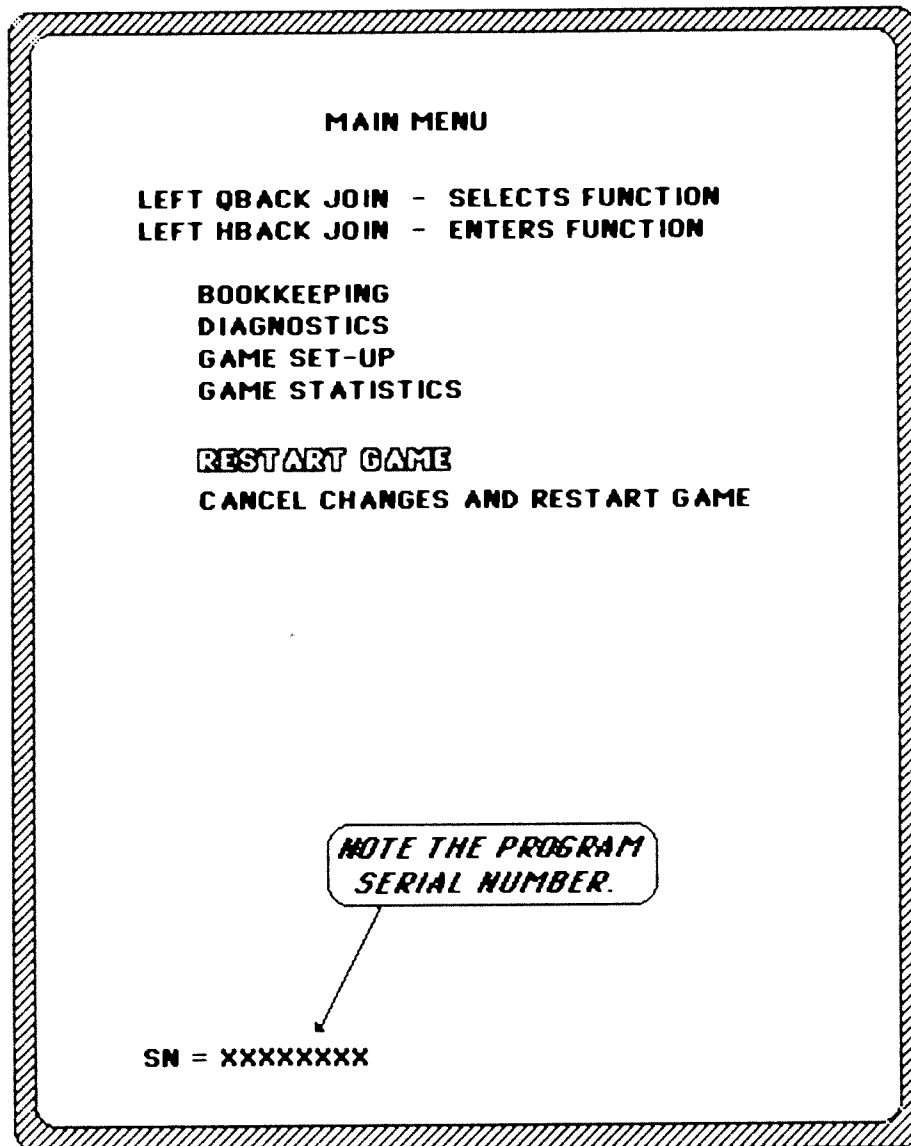 MAIN MENU
LEFT QBACK JOIN - SELECTS FUNCTION
LEFT HBACK JOIN - ENTERS FUNCTION
BOOKKEEPING
DIAGNOSTICS
GAME SET-UP
GAME STATISTICS
RESTART GAME
CANCEL CHANGES AND RESTART GAME
NOTE THE PROGRAM
SERIAL NUMBER.
SN = XXXXXXXX